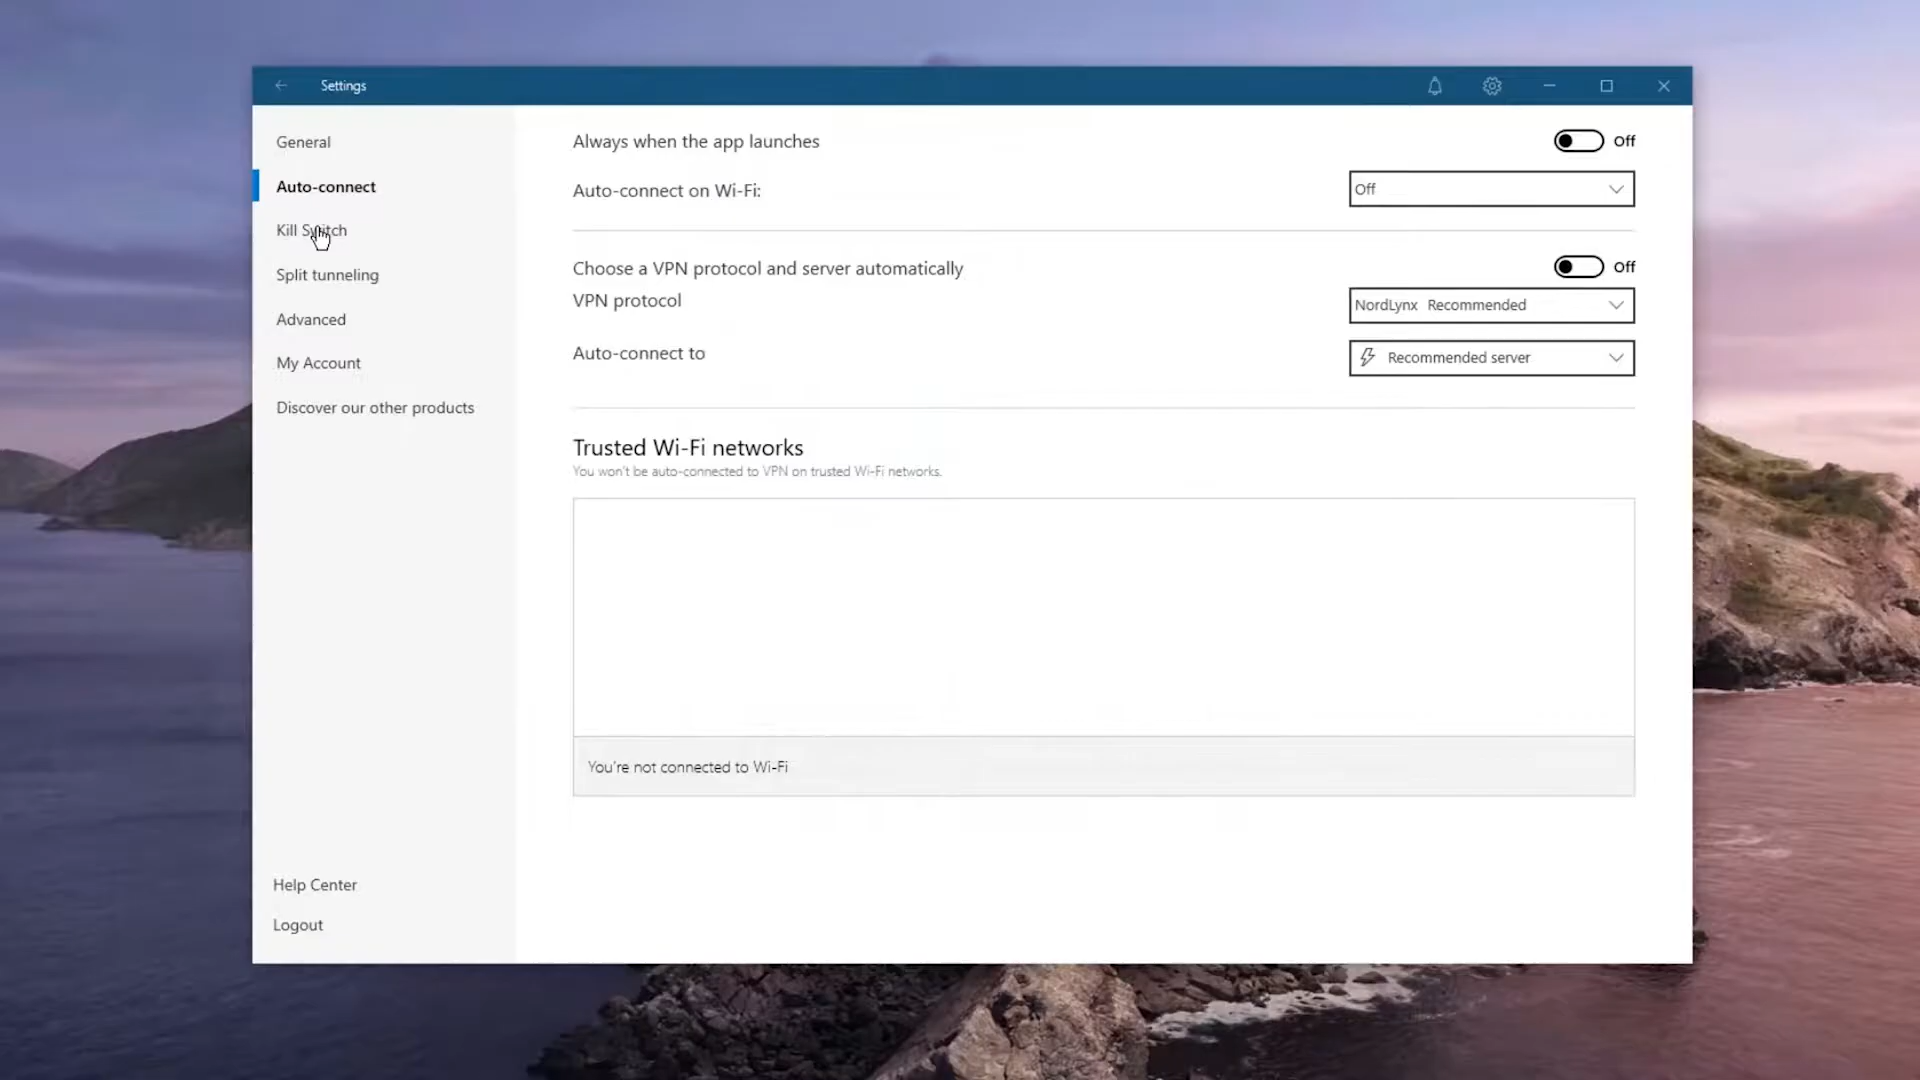 Settings
General
Auto-connect
Kill Switch
Split tunneling
Advanced
My Account
Discover our other products
Help Center
Logout
Always when the app launches
Off
Auto-connect on Wi-Fi:
Off
Choose a VPN protocol and server automatically
Off
VPN protocol
NordLynx Recommended
Auto-connect to
Recommended server
Trusted Wi-Fi networks
You won't be auto-connected to VPN on trusted Wi-Fi networks.
You're not connected to Wi-Fi